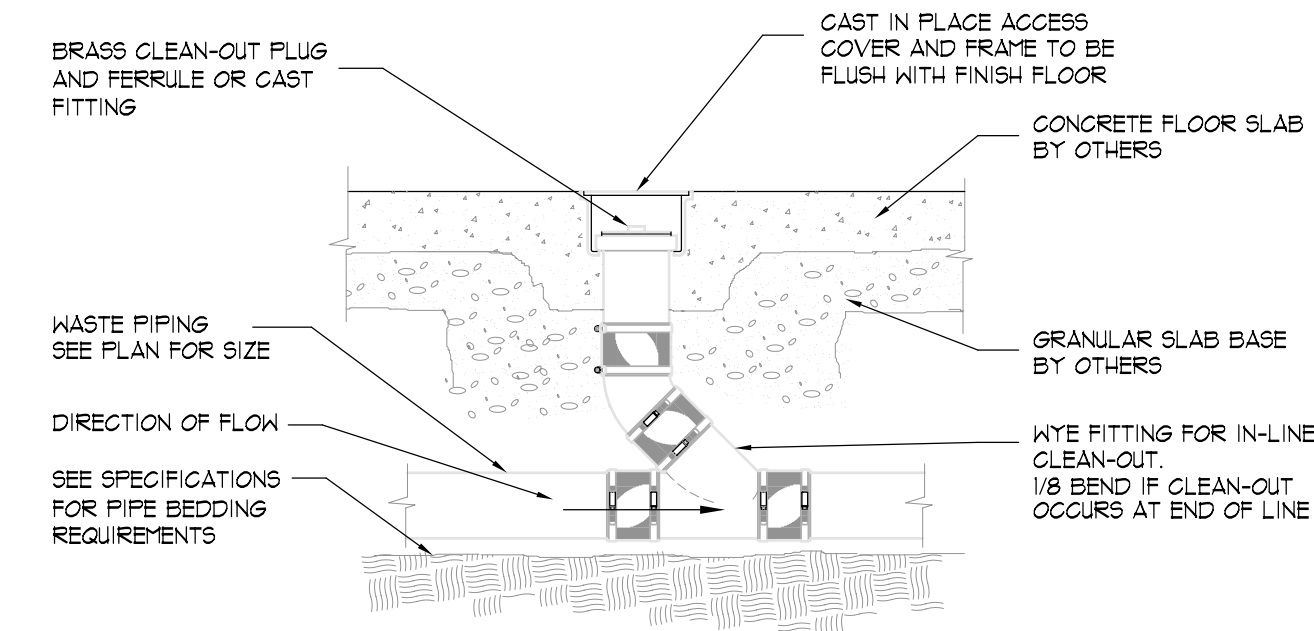 BRASS CLEAN-OUT PLUG
AND FERRULE OR CAST
FITTING
CAST IN PLACE ACCESS
COVER AND FRAME TO BE
FLUSH WITH FINISH FLOOR
CONCRETE FLOOR SLAB
BY OTHERS
WASTE PIPING
SEE PLAN FOR SIZE
GRANULAR SLAB BASE
BY OTHERS
DIRECTION OF FLOW
SEE SPECIFICATIONS
FOR PIPE BEDDING
REQUIREMENTS
WYE FITTING FOR IN-LINE
CLEAN-OUT.
1/8 BEND IF CLEAN-OUT
OCCURS AT END OF LINE